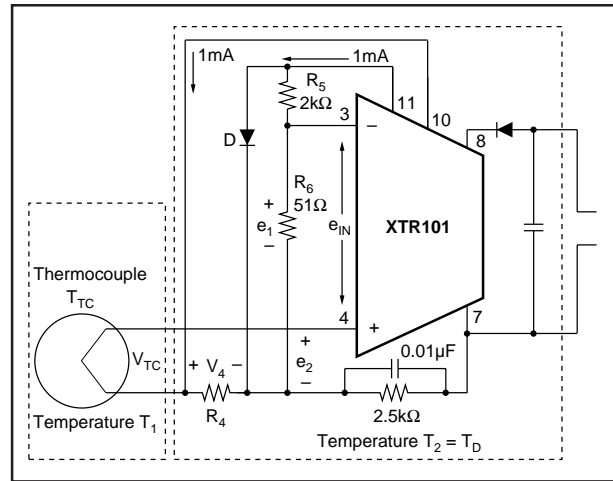 1mA
1mA
R5
2kΩ
11
10
3
−
8
D
R6
51Ω
+
e1
−
eIN
XTR101
Thermocouple
TTC
4
+
7
VTC
+
e2
−
0.01µF
+ V4 −
R4
2.5kΩ
Temperature T1
Temperature T2 = TD